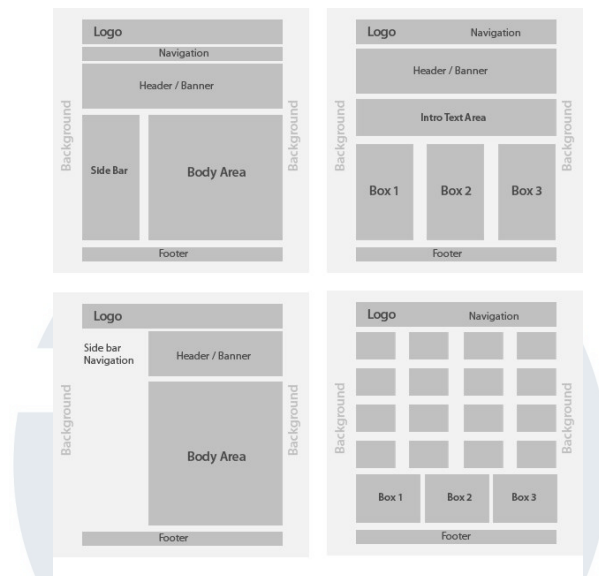 Logo
Navigation
Header / Banner
Background
Side Bar
Body Area
Background
Footer
Logo
Navigation
Header / Banner
Intro Text Area
Background
Box 1
Box 2
Box 3
Background
Footer
Logo
Side bar
Navigation
Header / Banner
Background
Body Area
Background
Footer
Logo
Navigation
Background
Background
Box 1
Box 2
Box 3
Footer